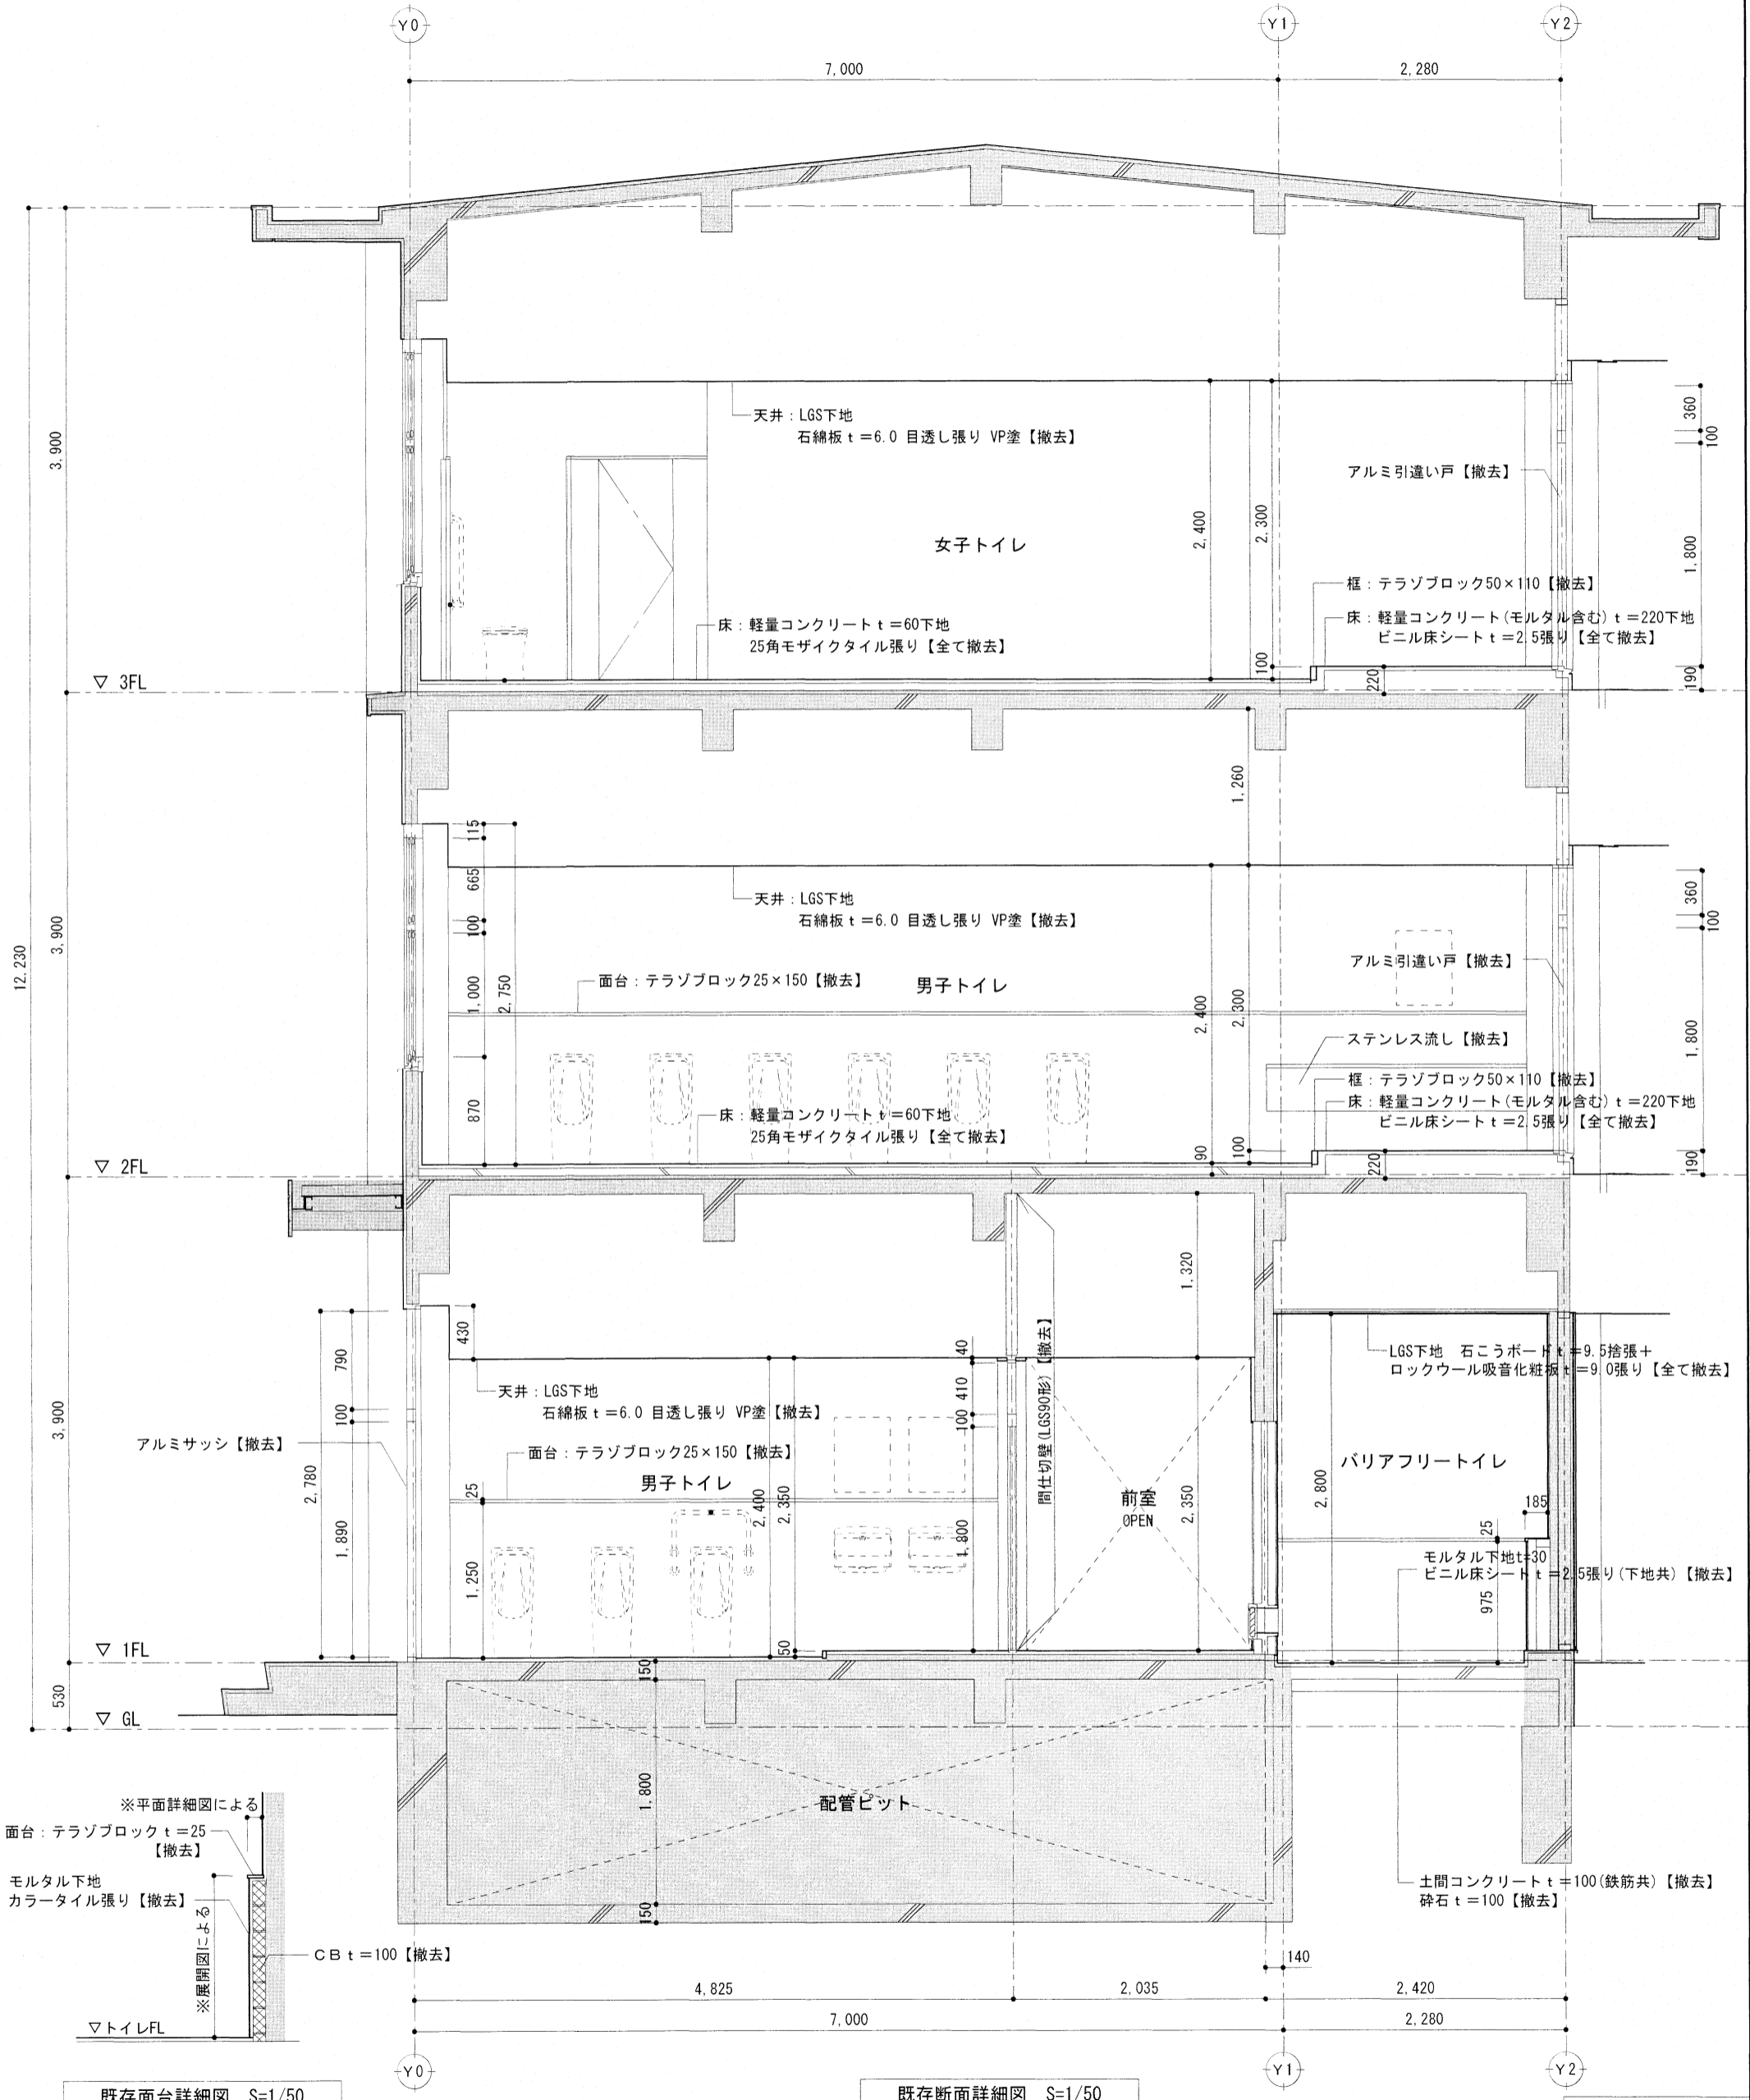 Y0
Y1
Y2
7,000
2,280
天井：LGS下地
石綿板ｔ＝6.0 目透し張り VP塗【撤去】
360
100
アルミ引違い戸【撤去】
3,900
女子トイレ
2,400
2,300
1,800
框：テラゾブロック50×110【撤去】
床：軽量コンクリートｔ＝60下地
25角モザイクタイル張り【全て撤去】
床：軽量コンクリート(モルタル含む)ｔ＝220下地
ビニル床シートｔ＝2.5張り【全て撤去】
100
220
190
▽ 3FL
1,260
115
665
100
1,000
2,750
870
天井：LGS下地
石綿板ｔ＝6.0 目透し張り VP塗【撤去】
360
100
12,230
3,900
面台：テラゾブロック25×150【撤去】
男子トイレ
アルミ引違い戸【撤去】
2,400
2,300
1,800
ステンレス流し【撤去】
框：テラゾブロック50×110【撤去】
床：軽量コンクリートｔ＝60下地
25角モザイクタイル張り【全て撤去】
床：軽量コンクリート(モルタル含む)ｔ＝220下地
ビニル床シートｔ＝2.5張り【全て撤去】
90
100
220
190
▽ 2FL
1,320
430
790
100
2,780
1,890
40
410
100
1,800
間仕切壁(LGS90形)【撤去】
LGS下地　石こうボードｔ＝9.5捨張＋
ロックウール吸音化粧板ｔ＝9.0張り【全て撤去】
天井：LGS下地
石綿板ｔ＝6.0 目透し張り VP塗【撤去】
3,900
アルミサッシ【撤去】
面台：テラゾブロック25×150【撤去】
男子トイレ
25
1,250
2,400
2,350
前室
OPEN
2,350
バリアフリートイレ
2,800
185
25
975
モルタル下地t=30
ビニル床シートｔ＝2.5張り(下地共)【撤去】
50
▽ 1FL
150
530
▽ GL
1,800
配管ピット
150
土間コンクリートｔ＝100(鉄筋共)【撤去】
砕石ｔ＝100【撤去】
※平面詳細図による
面台：テラゾブロックｔ＝25
【撤去】
モルタル下地
カラータイル張り【撤去】
※展開図による
ＣＢｔ＝100【撤去】
▽トイレFL
140
4,825
2,035
2,420
7,000
2,280
Y0
Y1
Y2
既存面台詳細図　S=1/50
既存断面詳細図　S=1/50